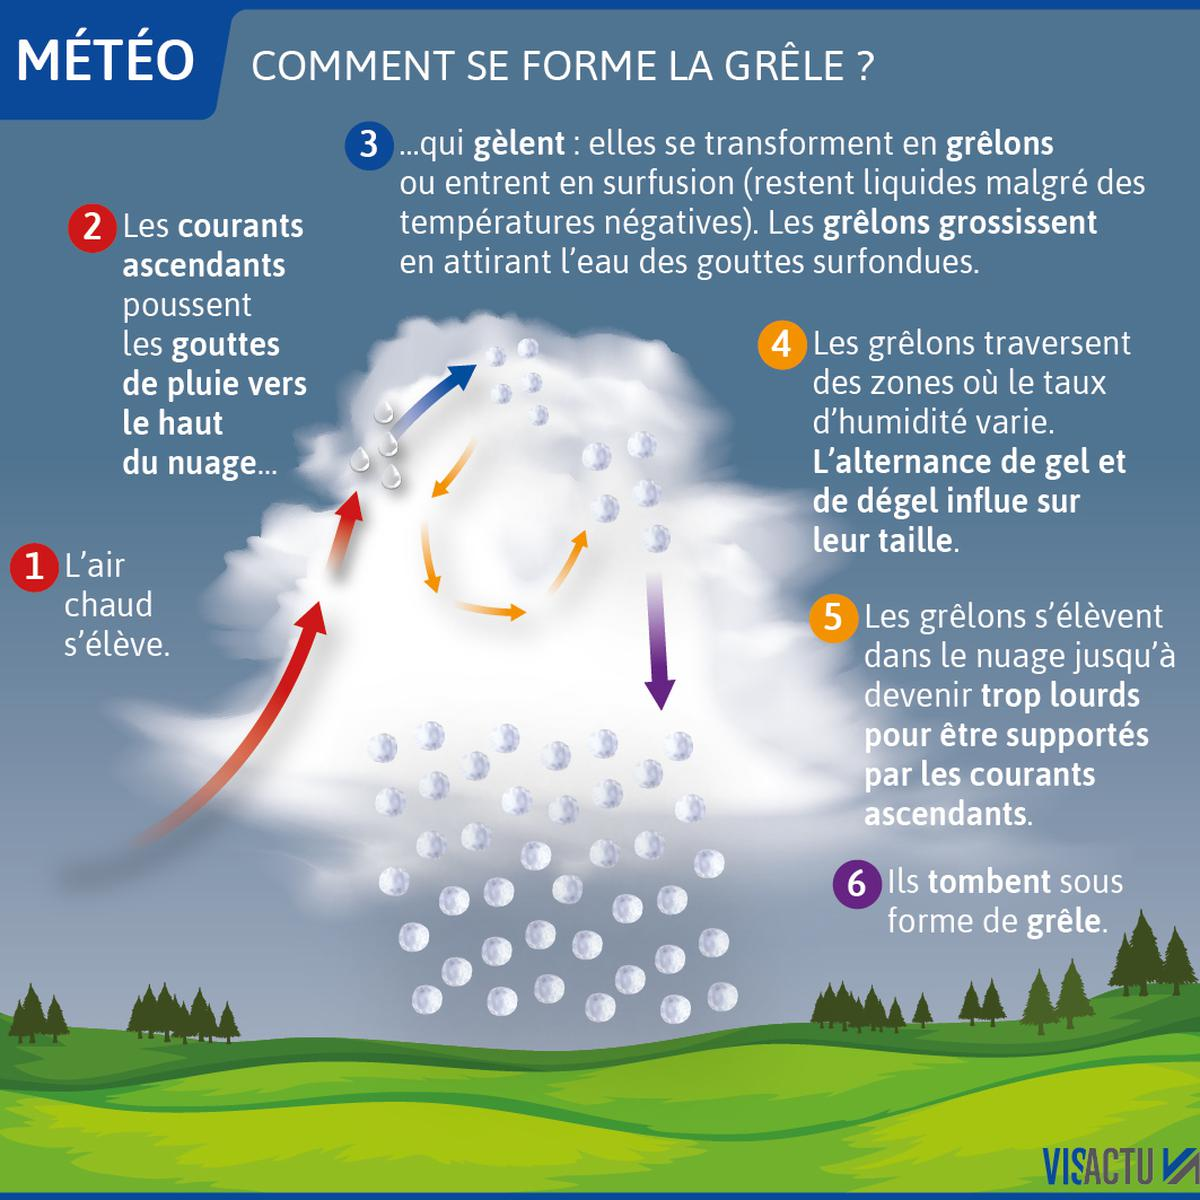 MÉTÉO
COMMENT SE FORME LA GRÊLE ?
1
L’air
chaud
s’élève.
2
Les courants
ascendants
poussent
les gouttes
de pluie vers
le haut
du nuage...
3
...qui gèlent : elles se transforment en grêlons
ou entrent en surfusion (restent liquides malgré des
températures négatives). Les grêlons grossissent
en attirant l’eau des gouttes surfondues.
4
Les grêlons traversent
des zones où le taux
d’humidité varie.
L’alternance de gel et
de dégel influe sur
leur taille.
5
Les grêlons s’élèvent
dans le nuage jusqu’à
devenir trop lourds
pour être supportés
par les courants
ascendants.
6
Ils tombent sous
forme de grêle.
VISACTU